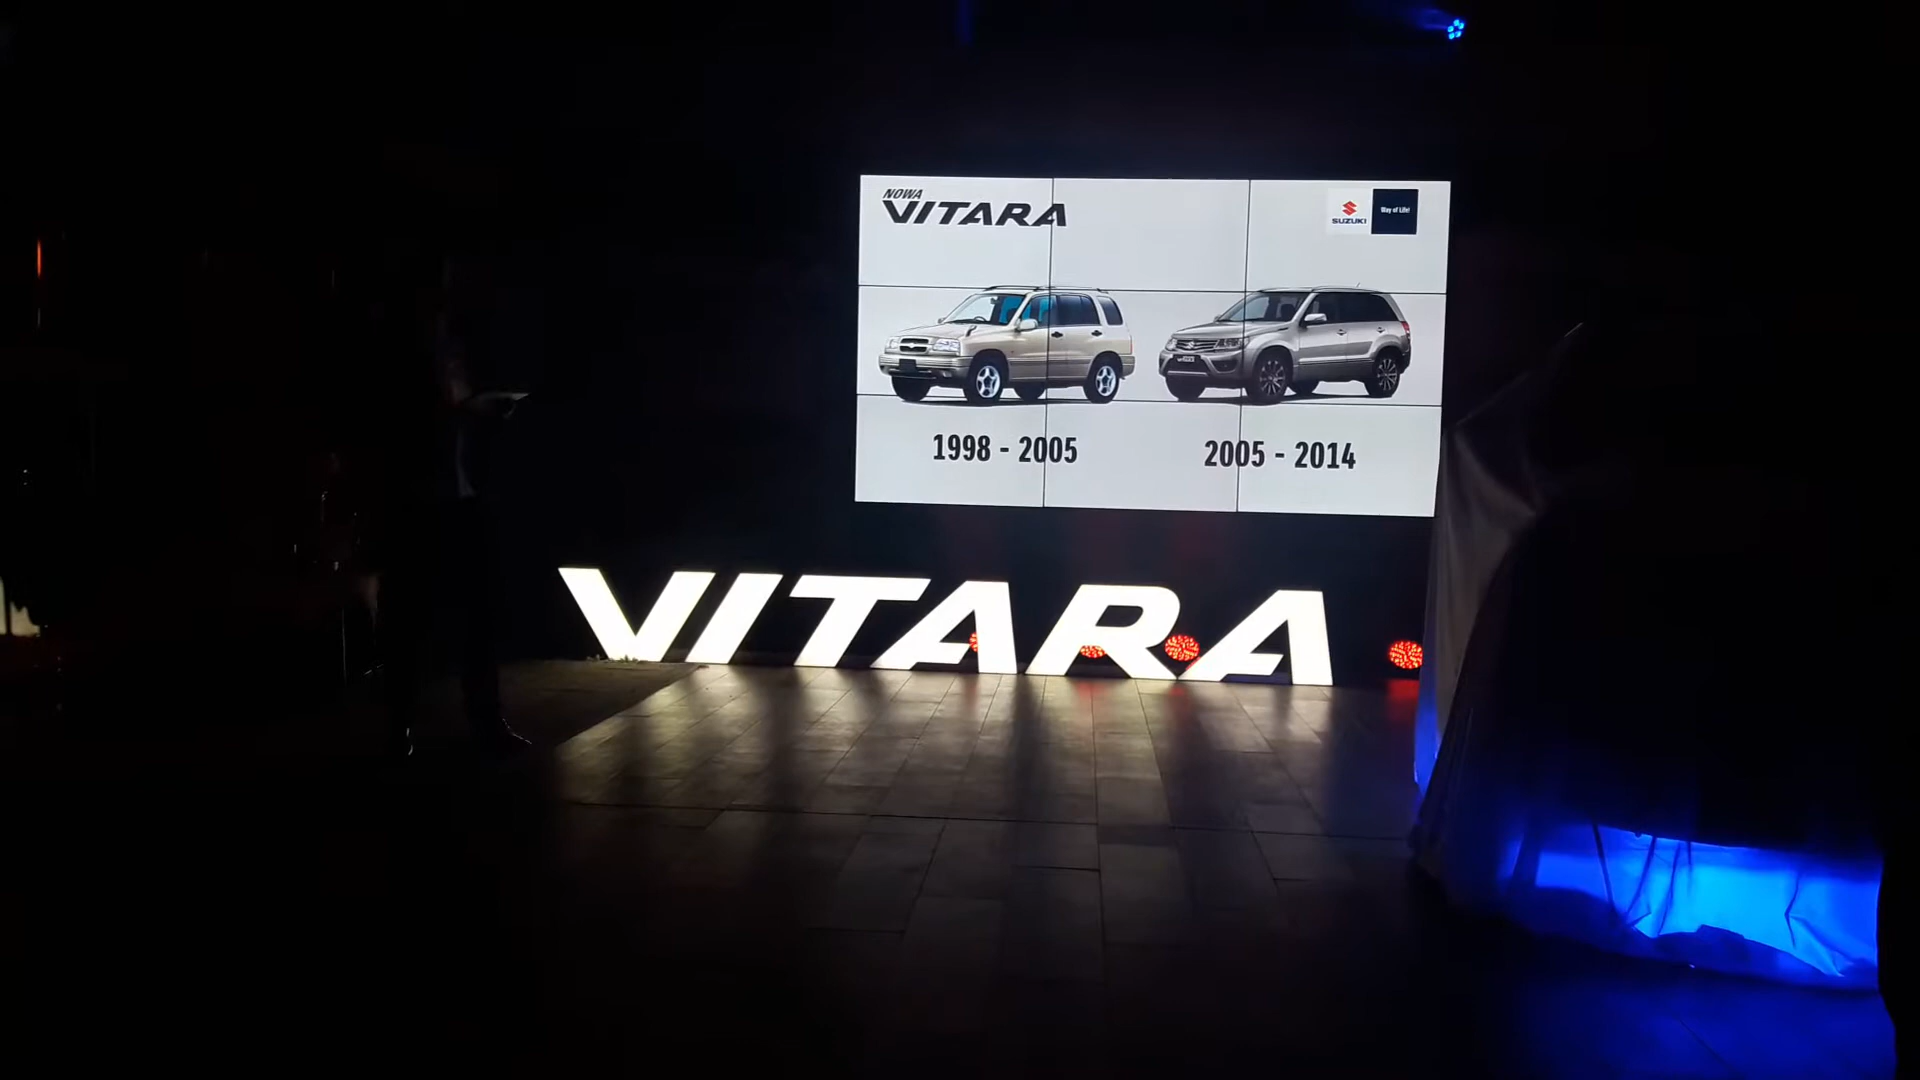 NOWA
VITARA
SUZUKI
Way of Life!
1998 - 2005
2005 - 2014
VITARA